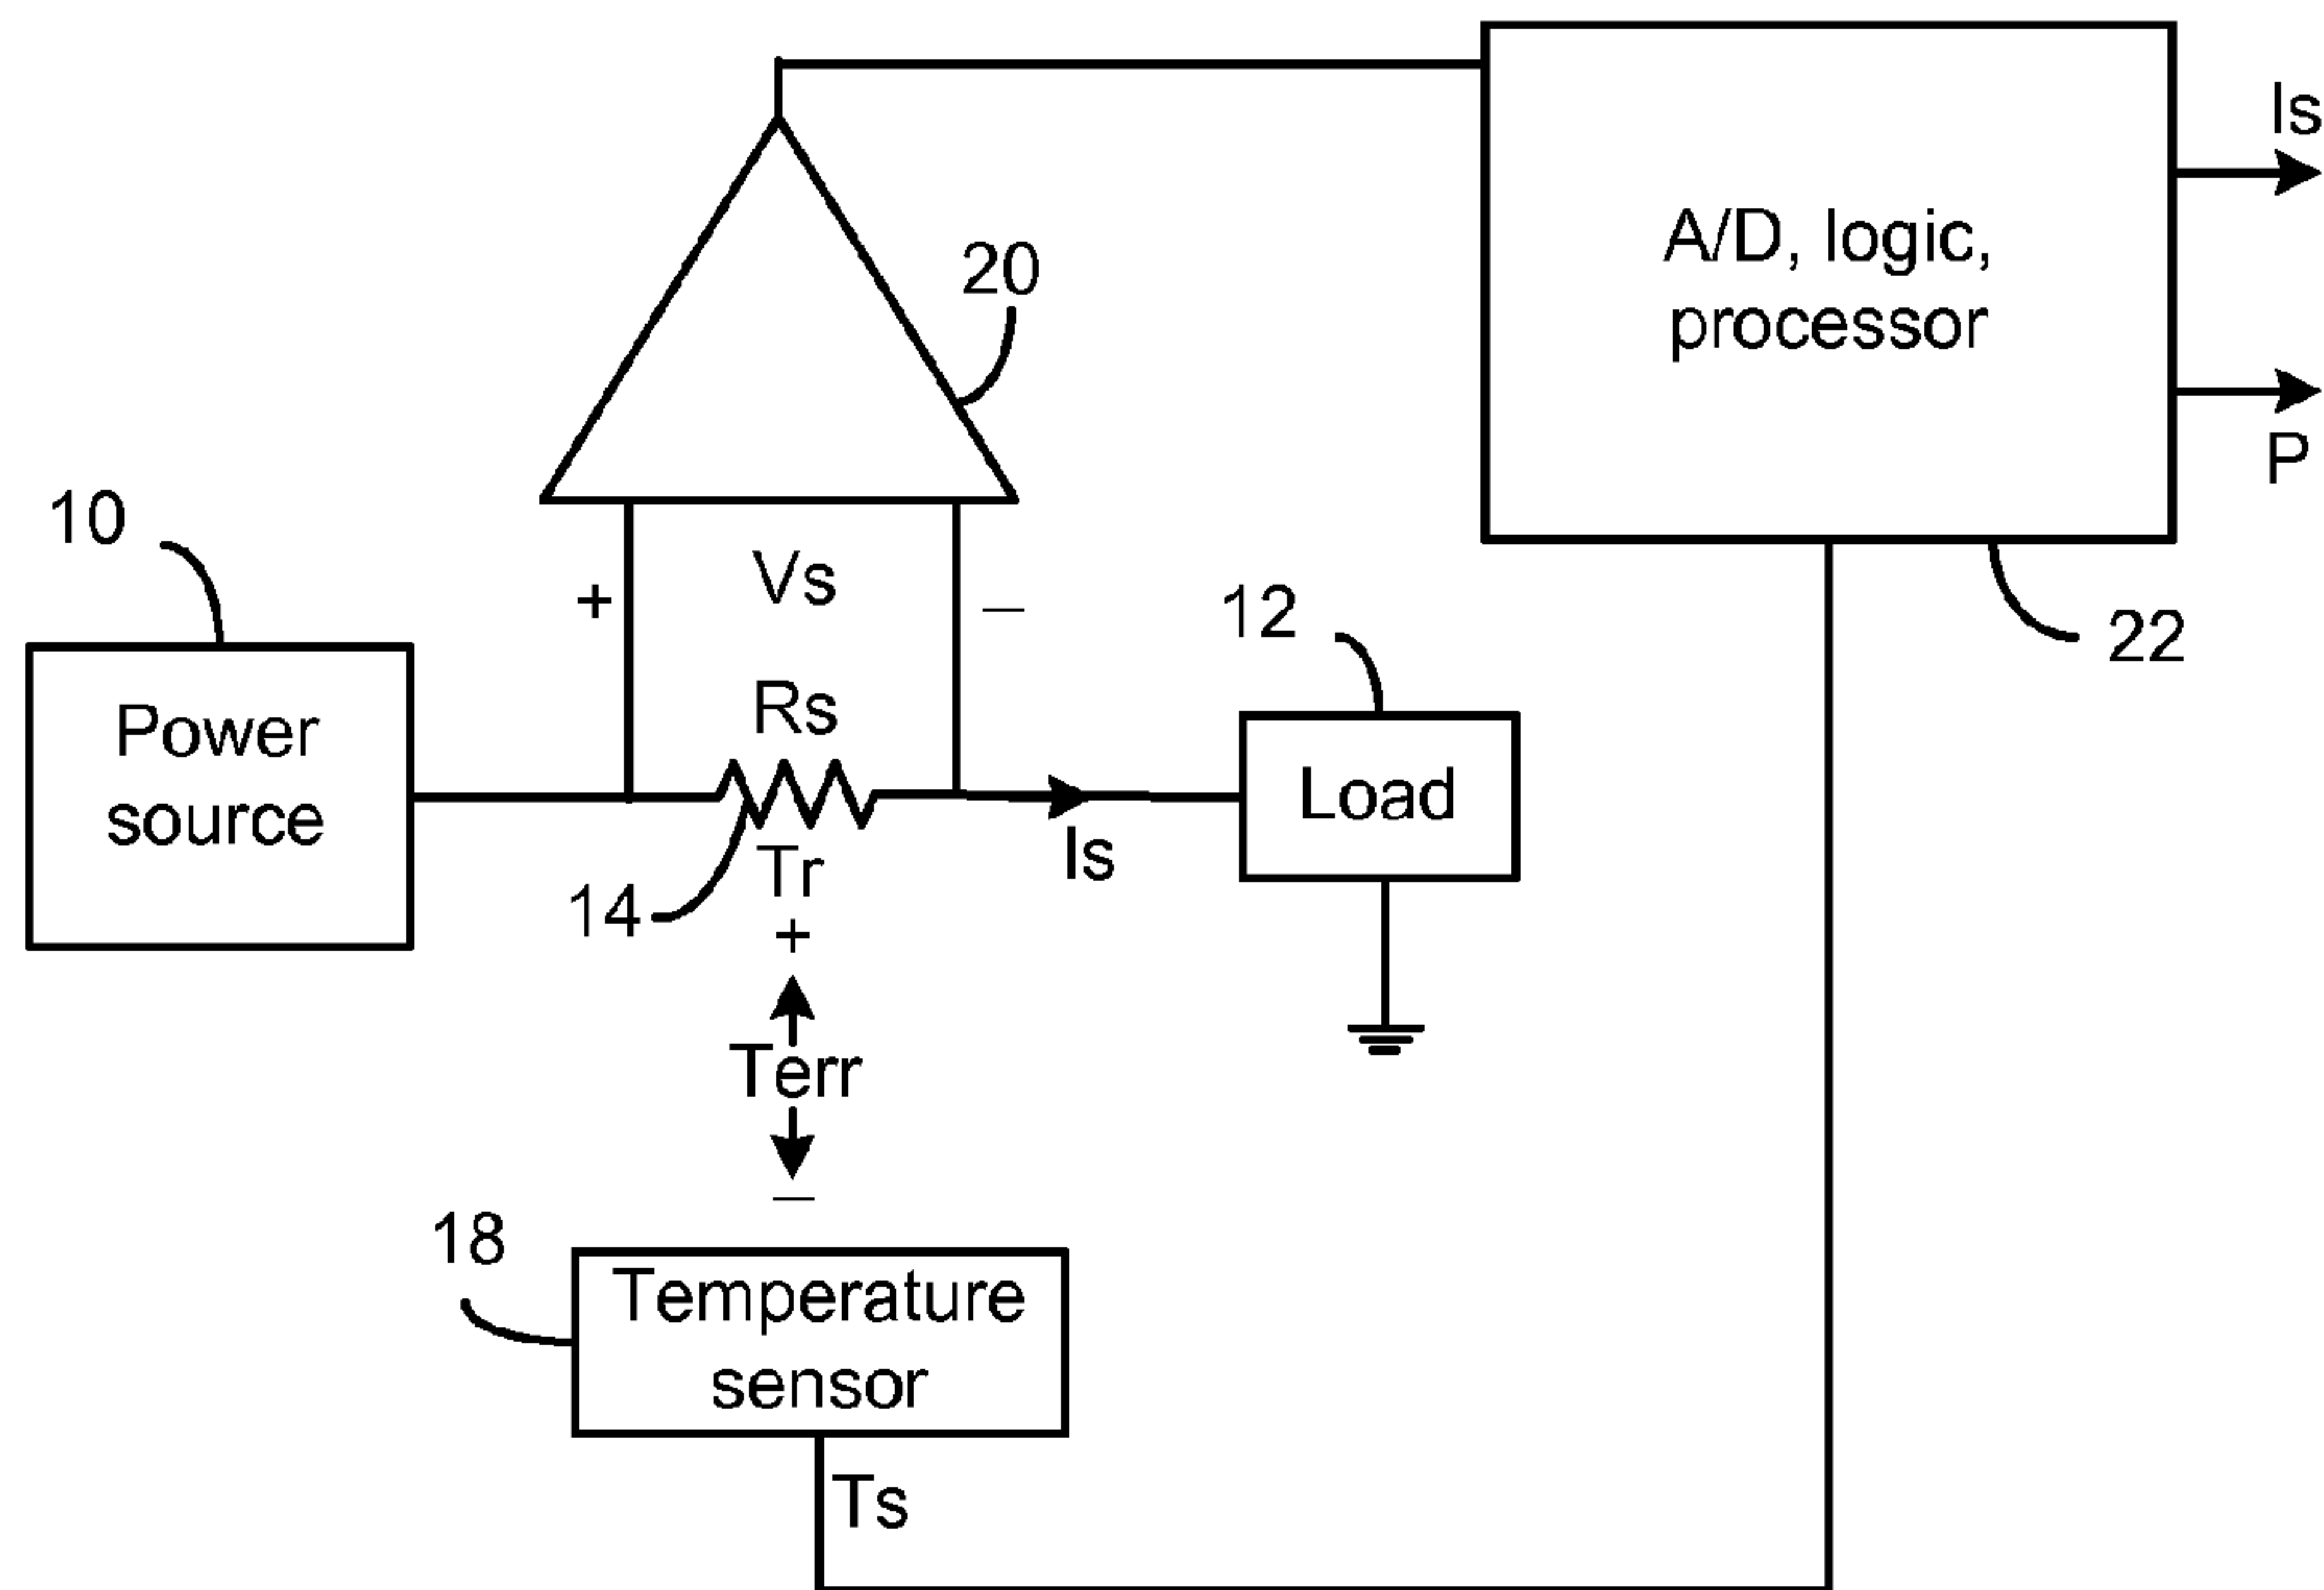 Is
A/D, logic,
processor
20
P
10
+
Vs
–
12
22
Rs
Power
source
Load
Is
Tr
14
+
Terr
–
18
Temperature
sensor
Ts